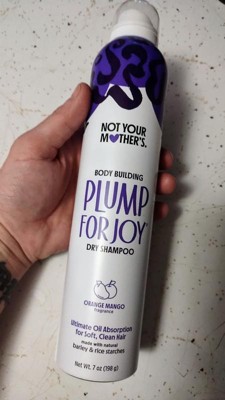 NOT YOUR
MOTHER'S.
BODY BUILDING
PLUMP
FOR JOY®
DRY SHAMPOO
ORANGE MANGO
fragrance
Ultimate Oil Absorption
for Soft, Clean Hair
made with natural
barley & rice starches
Net Wt. 7 oz (198 g)